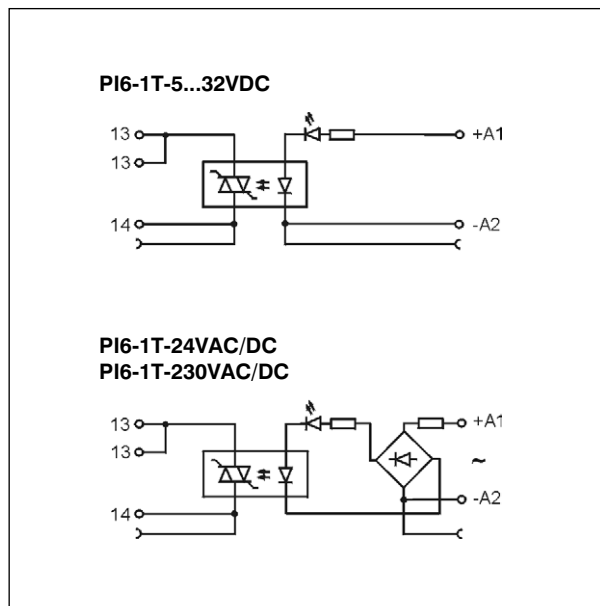 PI6-1T-5...32VDC
13
+A1
13
14
-A2
PI6-1T-24VAC/DC
PI6-1T-230VAC/DC
13
+A1
13
~
14
-A2